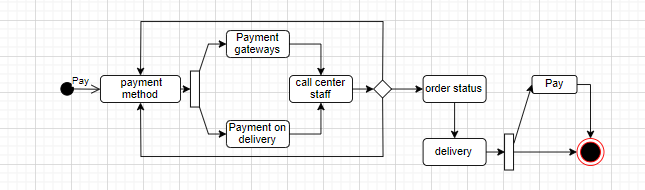 Pay
payment
method
Payment
gateways
Payment on
delivery
call center
staff
order status
delivery
Pay